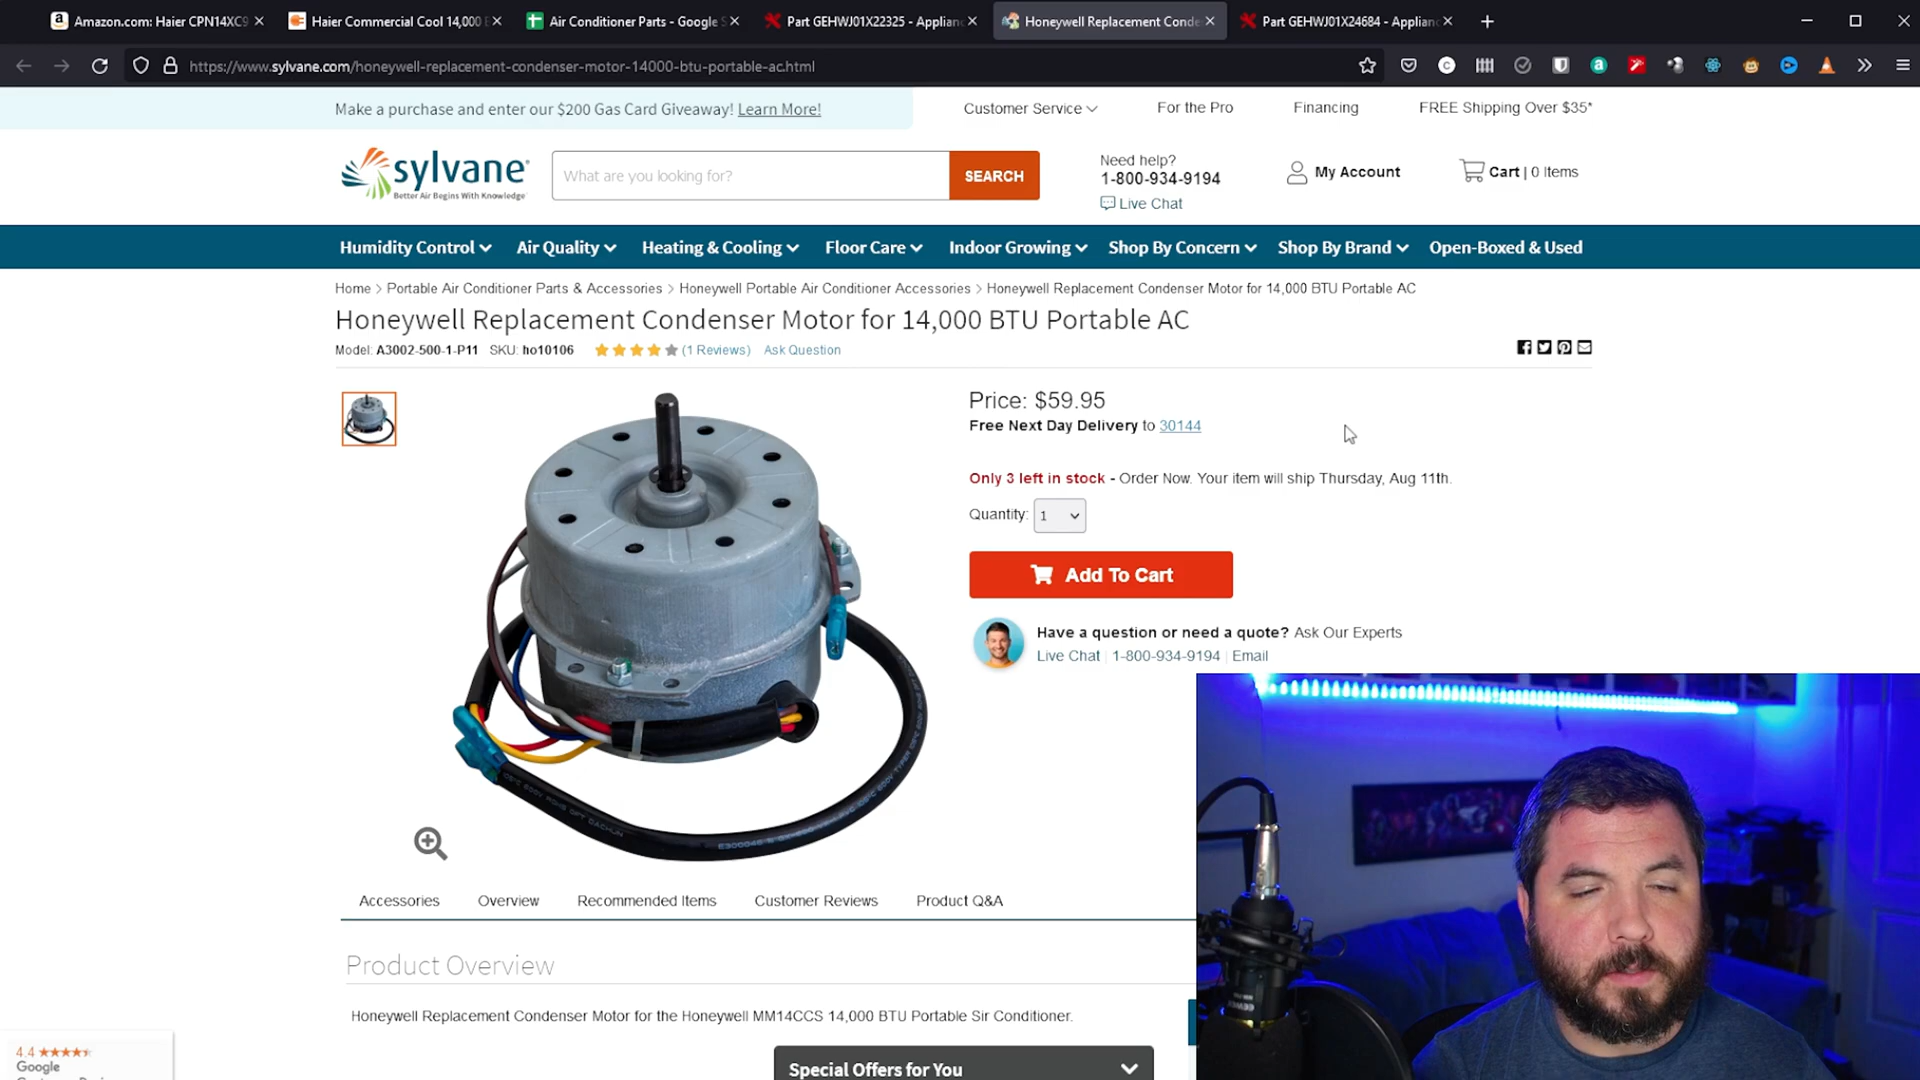 Amazon.com: Haier CPN14XC9
Haier Commercial Cool 14,000
Air Conditioner Parts - Google S
Part GEHWJ01X22325 - Applianc
Honeywell Replacement Conde
Part GEHWJ01X24684 - Applianc
https://www.sylvane.com/honeywell-replacement-condenser-motor-14000-btu-portable-ac.html
Make a purchase and enter our $200 Gas Card Giveaway! Learn More!
Customer Service
For the Pro
Financing
FREE Shipping Over $35*
sylvane
Better Air Begins With Knowledge
What are you looking for?
SEARCH
Need help?
1-800-934-9194
Live Chat
My Account
Cart | 0 Items
Humidity Control
Air Quality
Heating & Cooling
Floor Care
Indoor Growing
Shop By Concern
Shop By Brand
Open-Boxed & Used
Home > Portable Air Conditioner Parts & Accessories > Honeywell Portable Air Conditioner Accessories > Honeywell Replacement Condenser Motor for 14,000 BTU Portable AC
Honeywell Replacement Condenser Motor for 14,000 BTU Portable AC
Model: A3002-500-1-P11 SKU: ho10106 (1 Reviews) Ask Question
Price: $59.95
Free Next Day Delivery to 30144
Only 3 left in stock - Order Now. Your item will ship Thursday, Aug 11th.
Quantity: 1
Add To Cart
Have a question or need a quote? Ask Our Experts
Live Chat | 1-800-934-9194 | Email
Accessories
Overview
Recommended Items
Customer Reviews
Product Q&A
Product Overview
Honeywell Replacement Condenser Motor for the Honeywell MM14CCS 14,000 BTU Portable Sir Conditioner.
4.4
Google
Special Offers for You